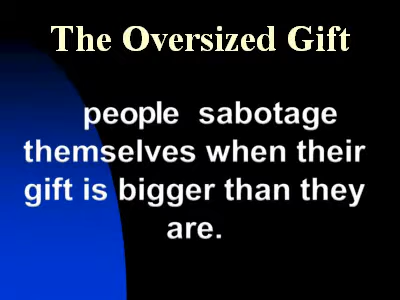 The Oversized Gift
people sabotage
themselves when their
gift is bigger than they
are.